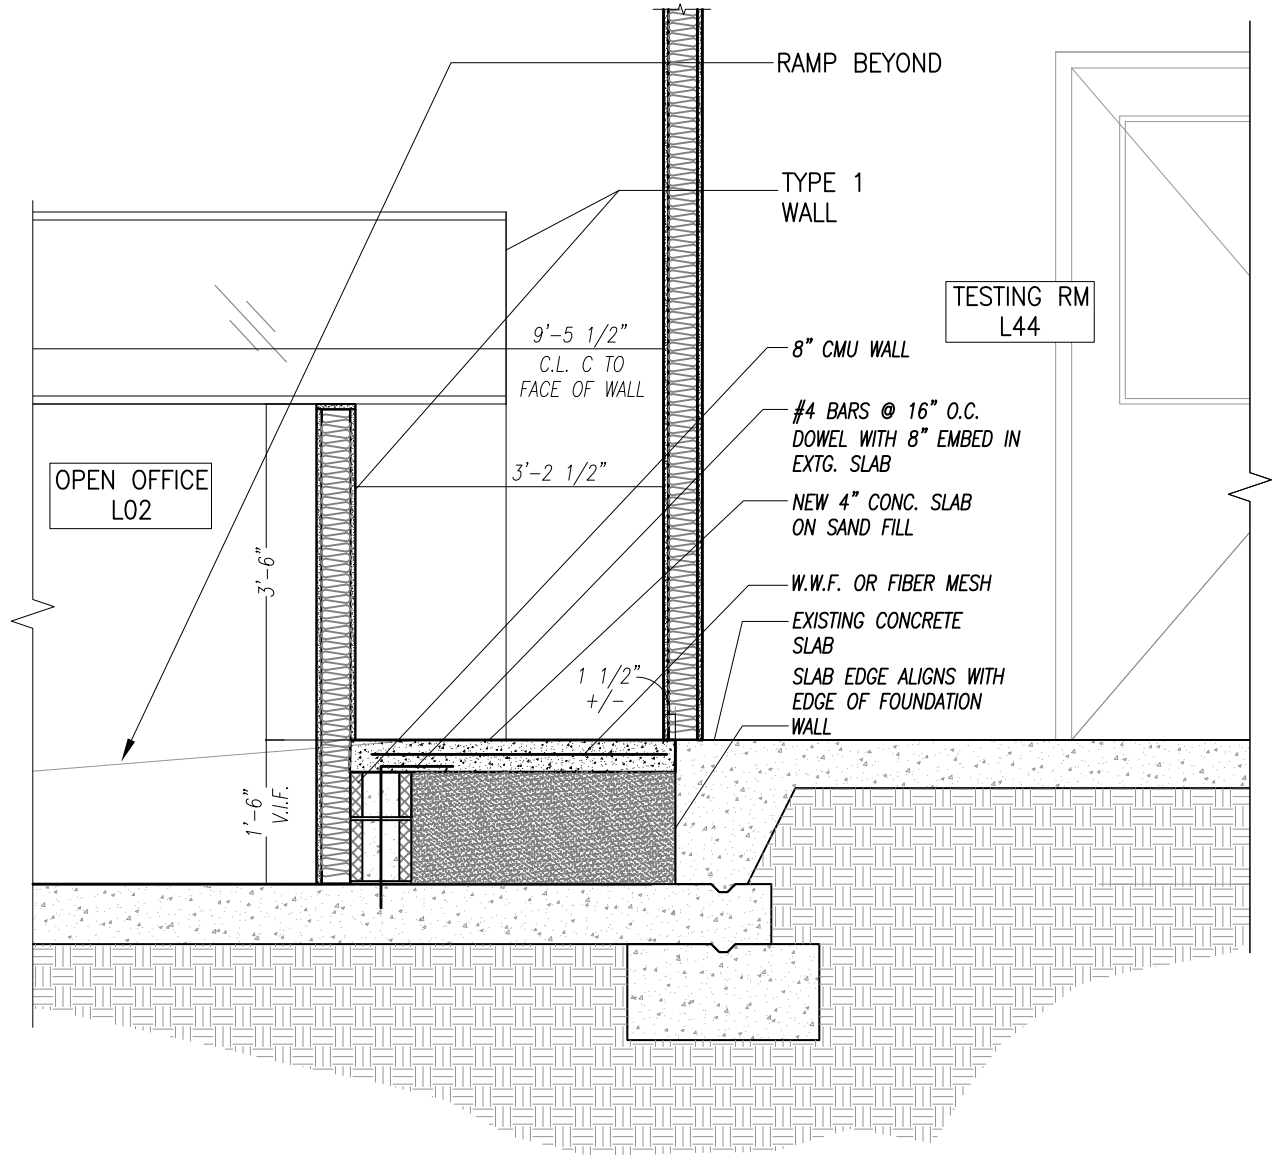 RAMP BEYOND
TYPE 1
WALL
TESTING RM
L44
9'-5 1/2"
C.L. C TO
FACE OF WALL
8" CMU WALL
#4 BARS @ 16" O.C.
DOWEL WITH 8" EMBED IN
EXTG. SLAB
OPEN OFFICE
L02
3'-2 1/2"
NEW 4" CONC. SLAB
ON SAND FILL
3'-6"
W.W.F. OR FIBER MESH
EXISTING CONCRETE
SLAB
1 1/2"
+/-
SLAB EDGE ALIGNS WITH
EDGE OF FOUNDATION
WALL
1'-6"
V.I.F.